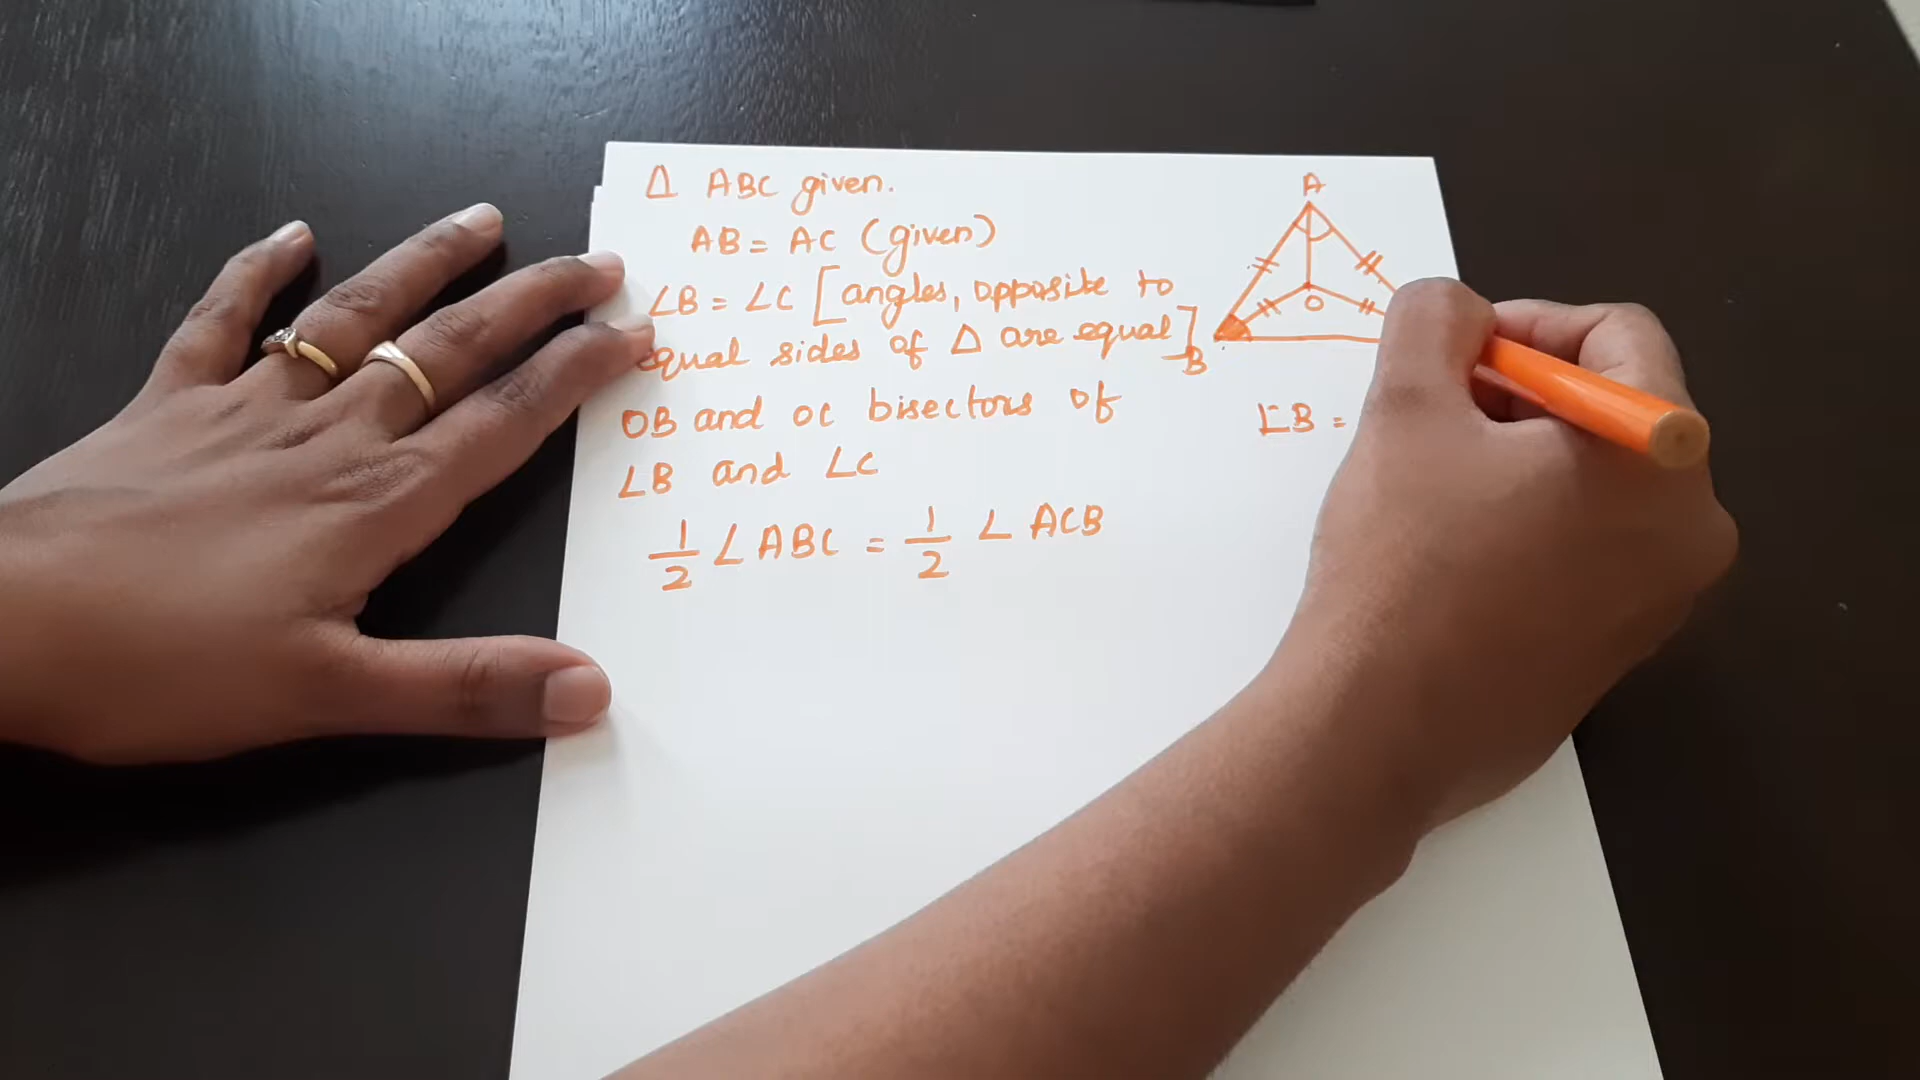 Δ ABC given.
AB = AC (given)
∠B = ∠C [angles, opposite to
equal sides of Δ are equal]
OB and OC bisectors of
∠B and ∠C
1/2 ∠ABC = 1/2 ∠ACB
A
O
B
∠B =